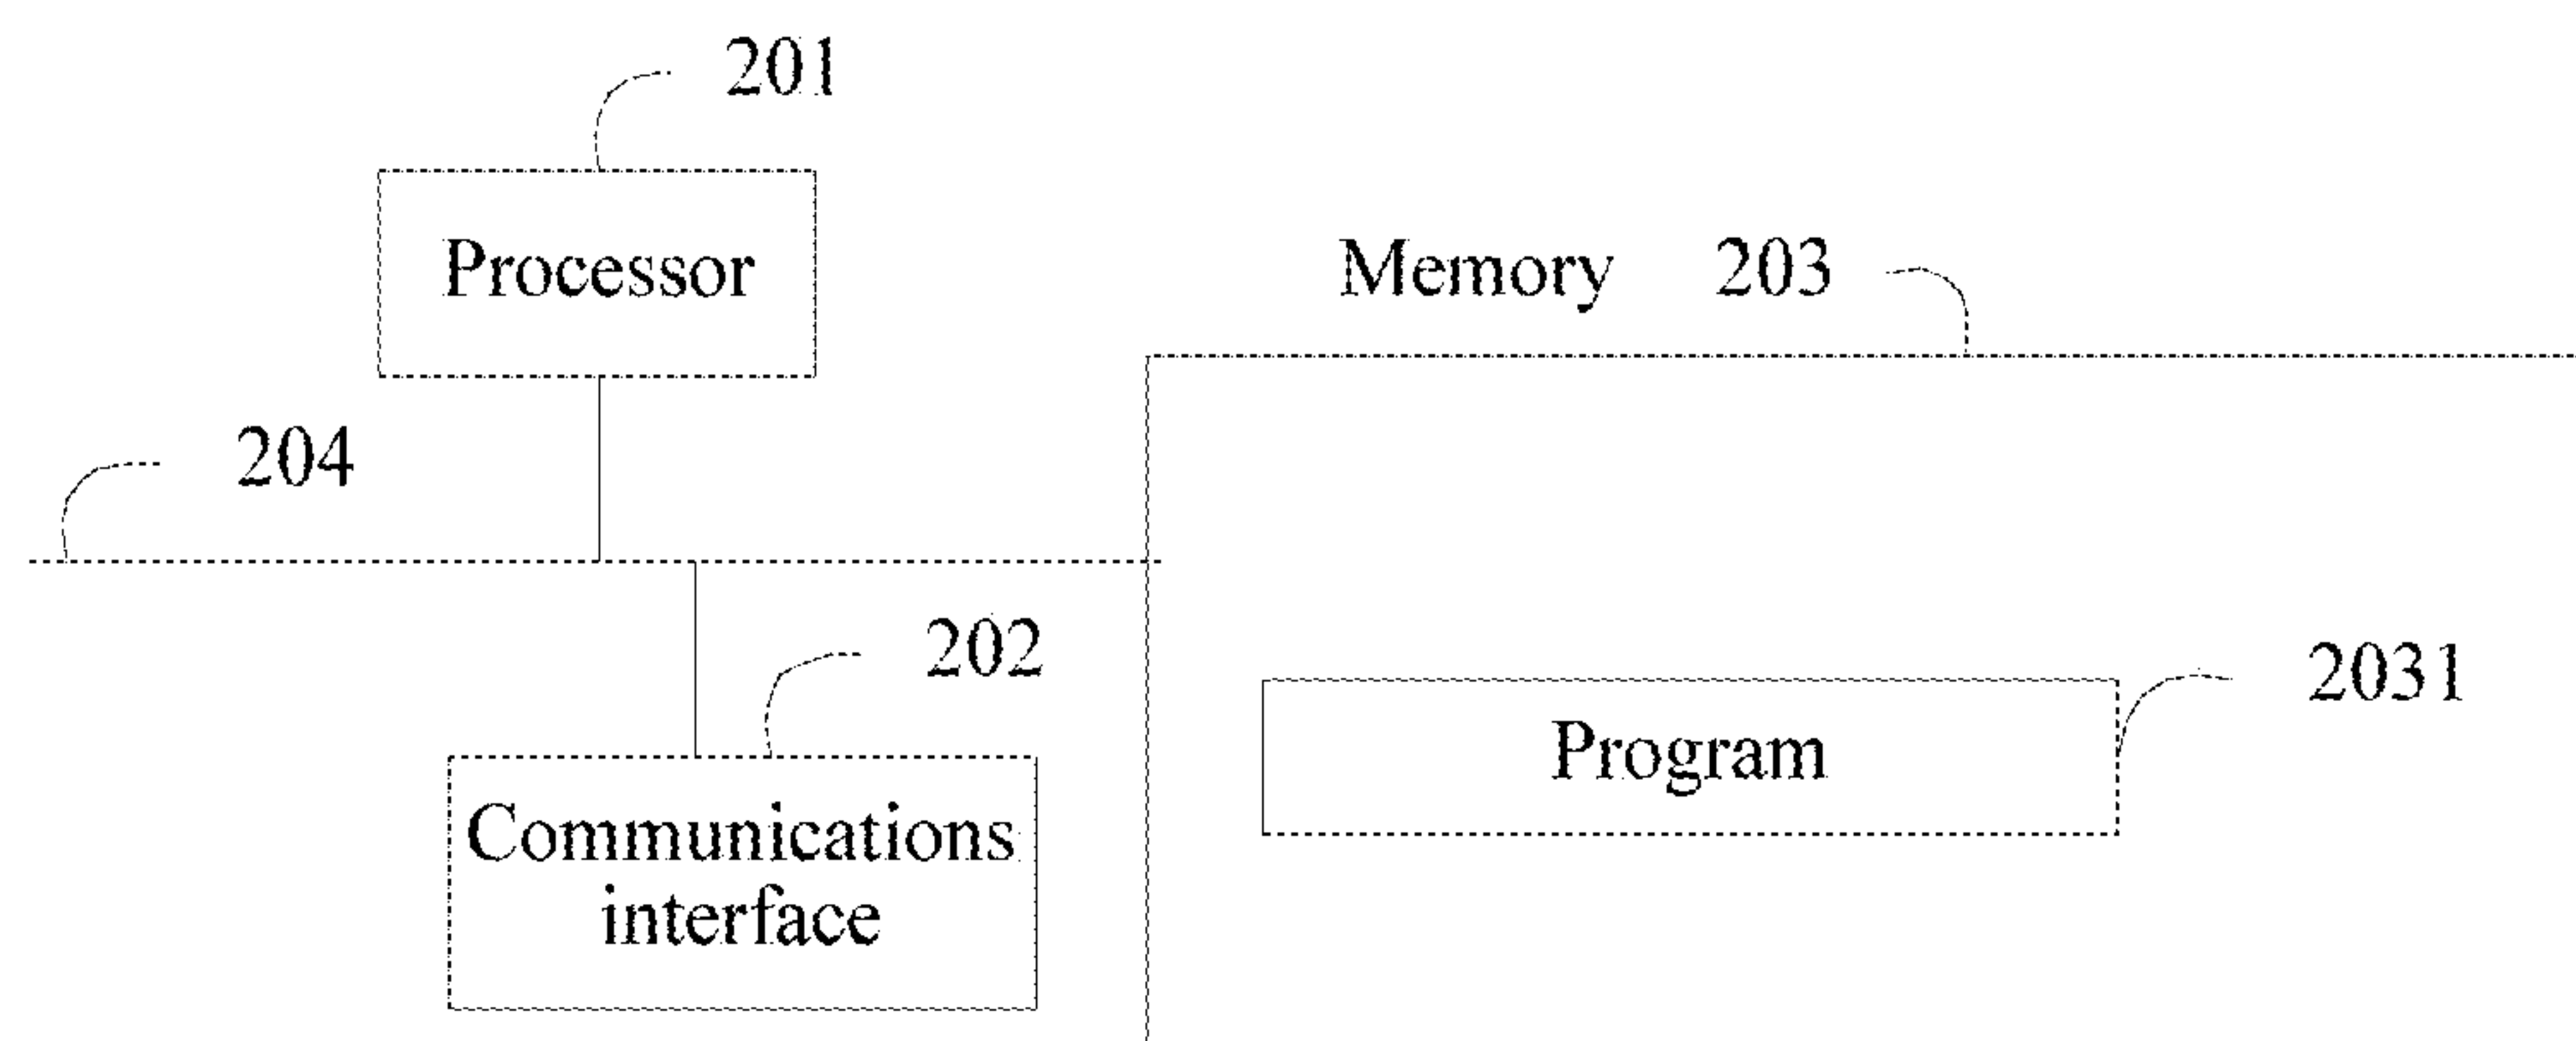 201
Processor
Memory 203
204
202
2031
Program
Communications
interface